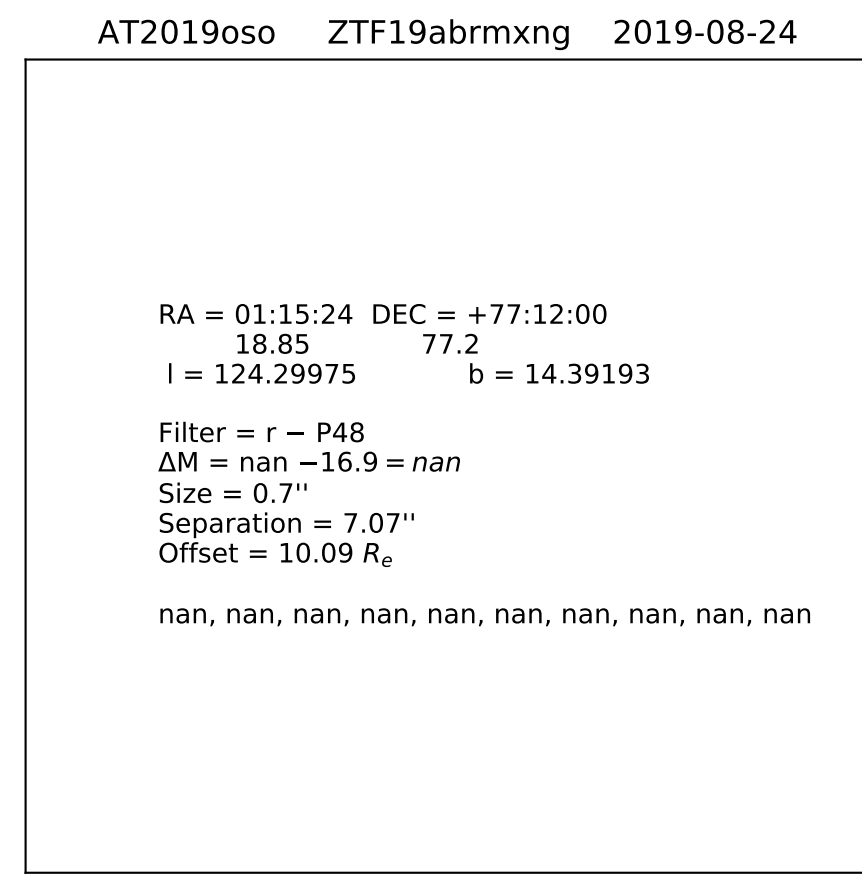 AT2019oso ZTF19abrmxng 2019-08-24
RA = 01:15:24 DEC = +77:12:00
18.85 77.2
l = 124.29975 b = 14.39193
Filter = r − P48
ΔM = nan −16.9 = nan
Size = 0.7''
Separation = 7.07''
Offset = 10.09 Re
nan, nan, nan, nan, nan, nan, nan, nan, nan, nan